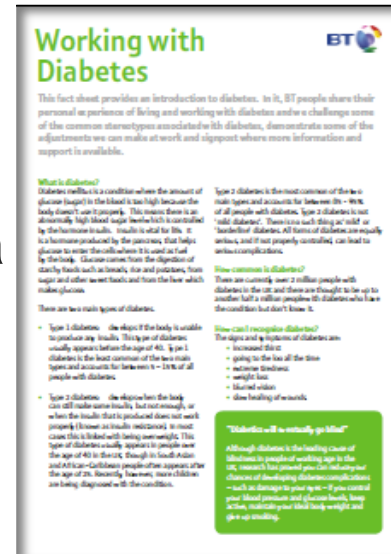 Working with
Diabetes
BT
This fact sheet provides an introduction to diabetes. In it, BT people share their
personal experience of living and working with diabetes and we challenge some
of the common stereotypes associated with diabetes, demonstrate some of the
adjustments we can make at work and signpost where more information and
support is available.
What is diabetes?
Diabetes mellitus is a condition where the amount of
glucose (sugar) in the blood is too high because the
body doesn't use it properly. This means there is an
abnormally high blood sugar level which is controlled
by the hormone insulin. Insulin is vital for life. It
is a hormone produced by the pancreas, that helps
glucose to enter the cells where it is used as fuel
by the body. Glucose comes from the digestion of
starchy foods such as breads, rice and potatoes, from
sugar and other sweet foods and from the liver which
makes glucose.
There are two main types of diabetes.
• Type 1 diabetes develops if the body is unable
to produce any insulin. This type of diabetes
usually appears before the age of 40. Type 1
diabetes is the least common of the two main
types and accounts for between 5 – 15% of all
people with diabetes.
• Type 2 diabetes develops when the body
can still make some insulin, but not enough, or
when the insulin that is produced does not work
properly (known as insulin resistance). In most
cases this is linked with being overweight. This
type of diabetes usually appears in people over
the age of 40 in the UK, though in South Asian
and African-Caribbean people often appears after
the age of 25. Recently, however, more children
are being diagnosed with the condition.
Type 2 diabetes is the most common of the two
main types and accounts for between 85 – 95%
of all people with diabetes. Type 2 diabetes is not
'mild diabetes'. There is no such thing as 'mild' or
'borderline' diabetes. All forms of diabetes are equally
serious, and if not properly controlled, can lead to
serious complications.
How common is diabetes?
There are currently over 2 million people with
diabetes in the UK and there are thought to be up to
another half a million people with diabetes who have
the condition but don't know it.
How can I recognize diabetes?
The signs and symptoms of diabetes are:
• increased thirst
• going to the loo all the time
• extreme tiredness
• weight loss
• blurred vision
• slow healing of wounds
"Diabetics will eventually go blind"
Although diabetes is the leading cause of
blindness in people of working age in the
UK, research has proved you can reduce your
chances of developing diabetes complications
– such as damage to your eyes – if you control
your blood pressure and glucose levels, keep
active, maintain your ideal body weight and
give up smoking.